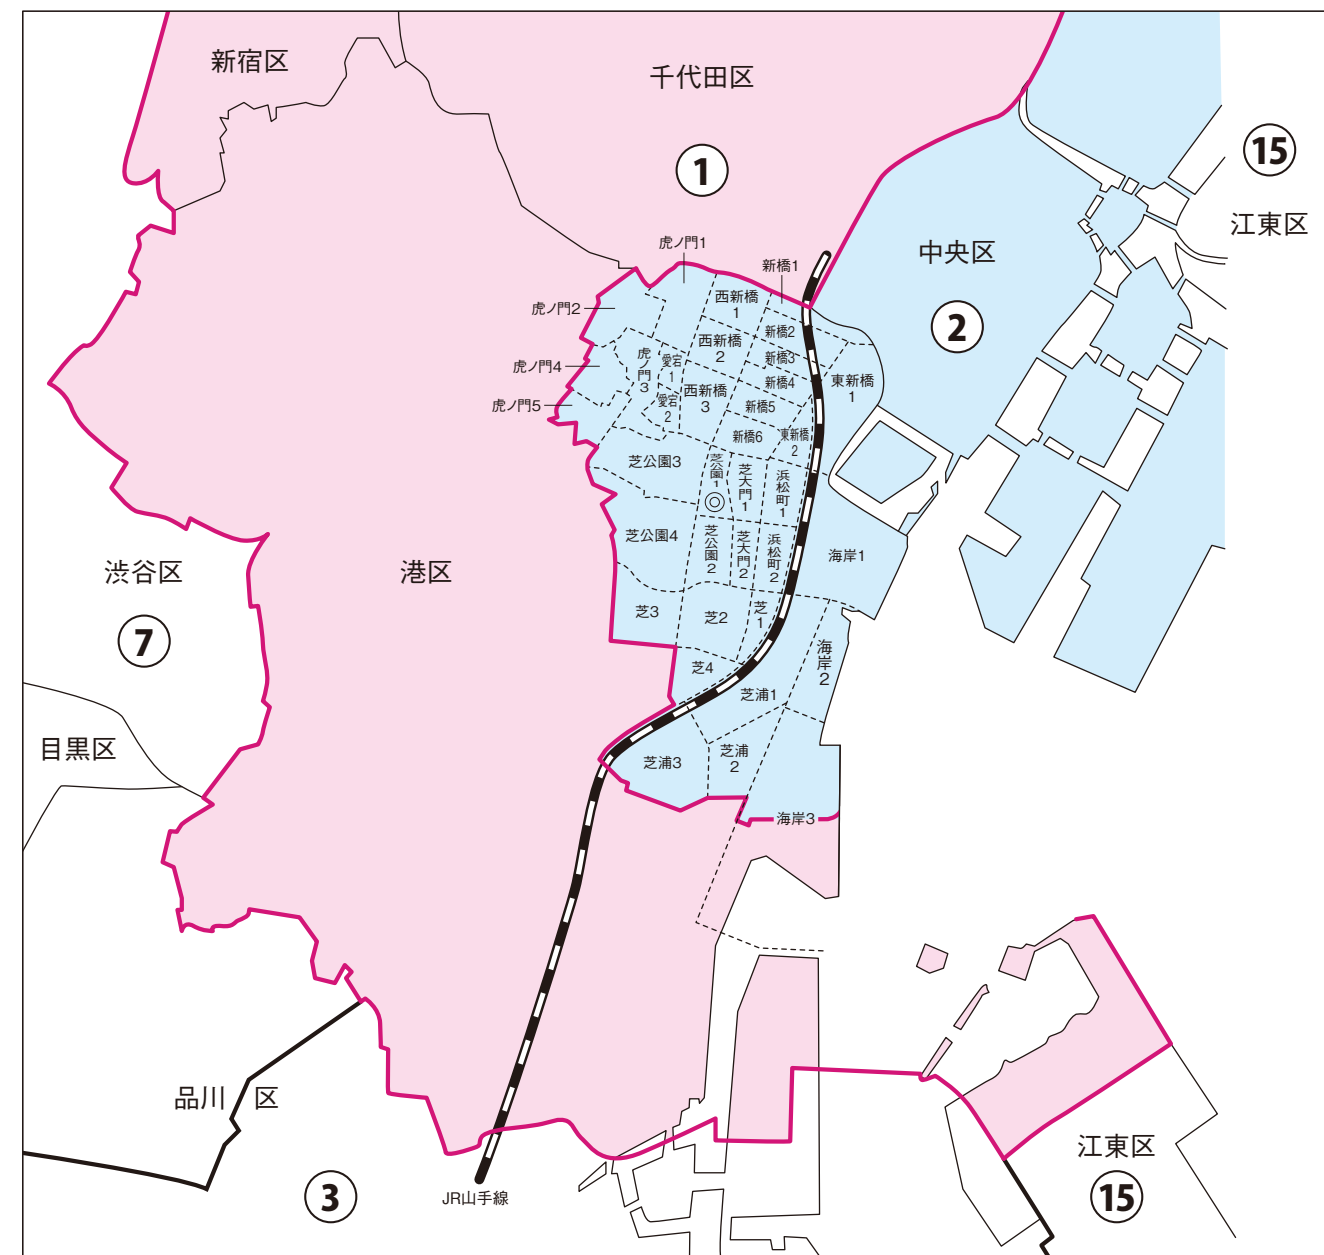 新宿区
千代田区
①
⑮
江東区
中央区
②
虎ノ門1
新橋1
虎ノ門2
西新橋
1
新橋2
西新橋
2
新橋3
虎ノ門3
愛宕
1
虎ノ門4
新橋4
東新橋
1
西新橋
3
虎ノ門5
愛宕
2
新橋5
新橋6
東新橋
2
芝公園3
芝公園1
芝大門1
浜松町1
芝公園4
芝公園2
芝大門2
浜松町2
海岸1
渋谷区
⑦
港区
芝3
芝2
芝1
海岸2
芝4
芝浦1
目黒区
芝浦3
芝浦
2
海岸3
品川区
③
JR山手線
江東区
⑮